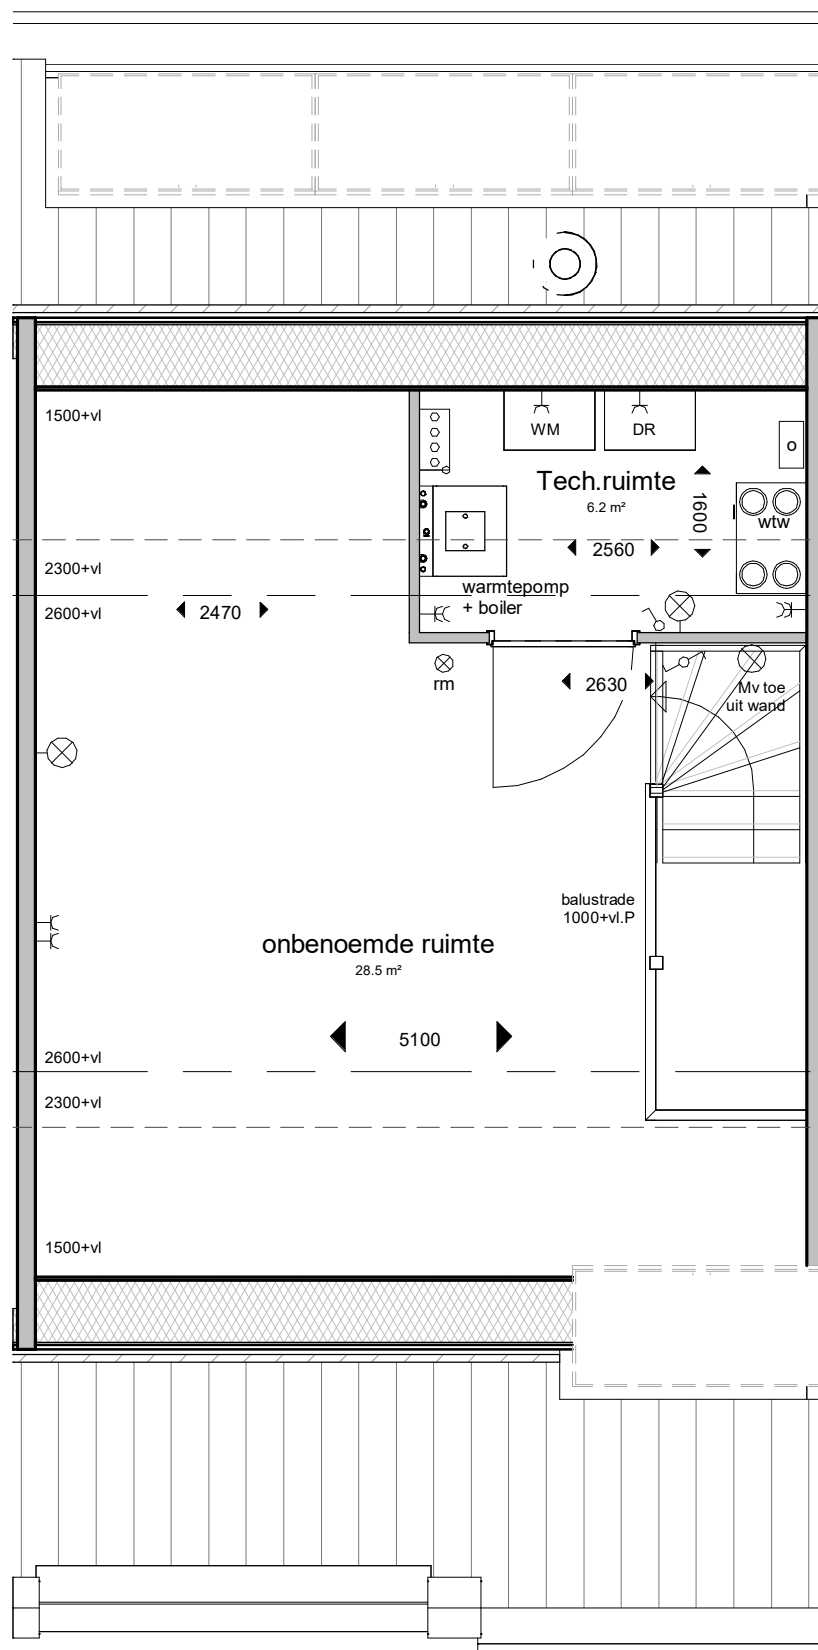 1500+vl
WM
DR
o
Tech.ruimte
6.2 m²
1600
wtw
2560
2300+vl
warmtepomp
+ boiler
2600+vl
2470
rm
2630
Mv toe
uit wand
balustrade
1000+vl.P
onbenoemde ruimte
28.5 m²
5100
2600+vl
2300+vl
1500+vl